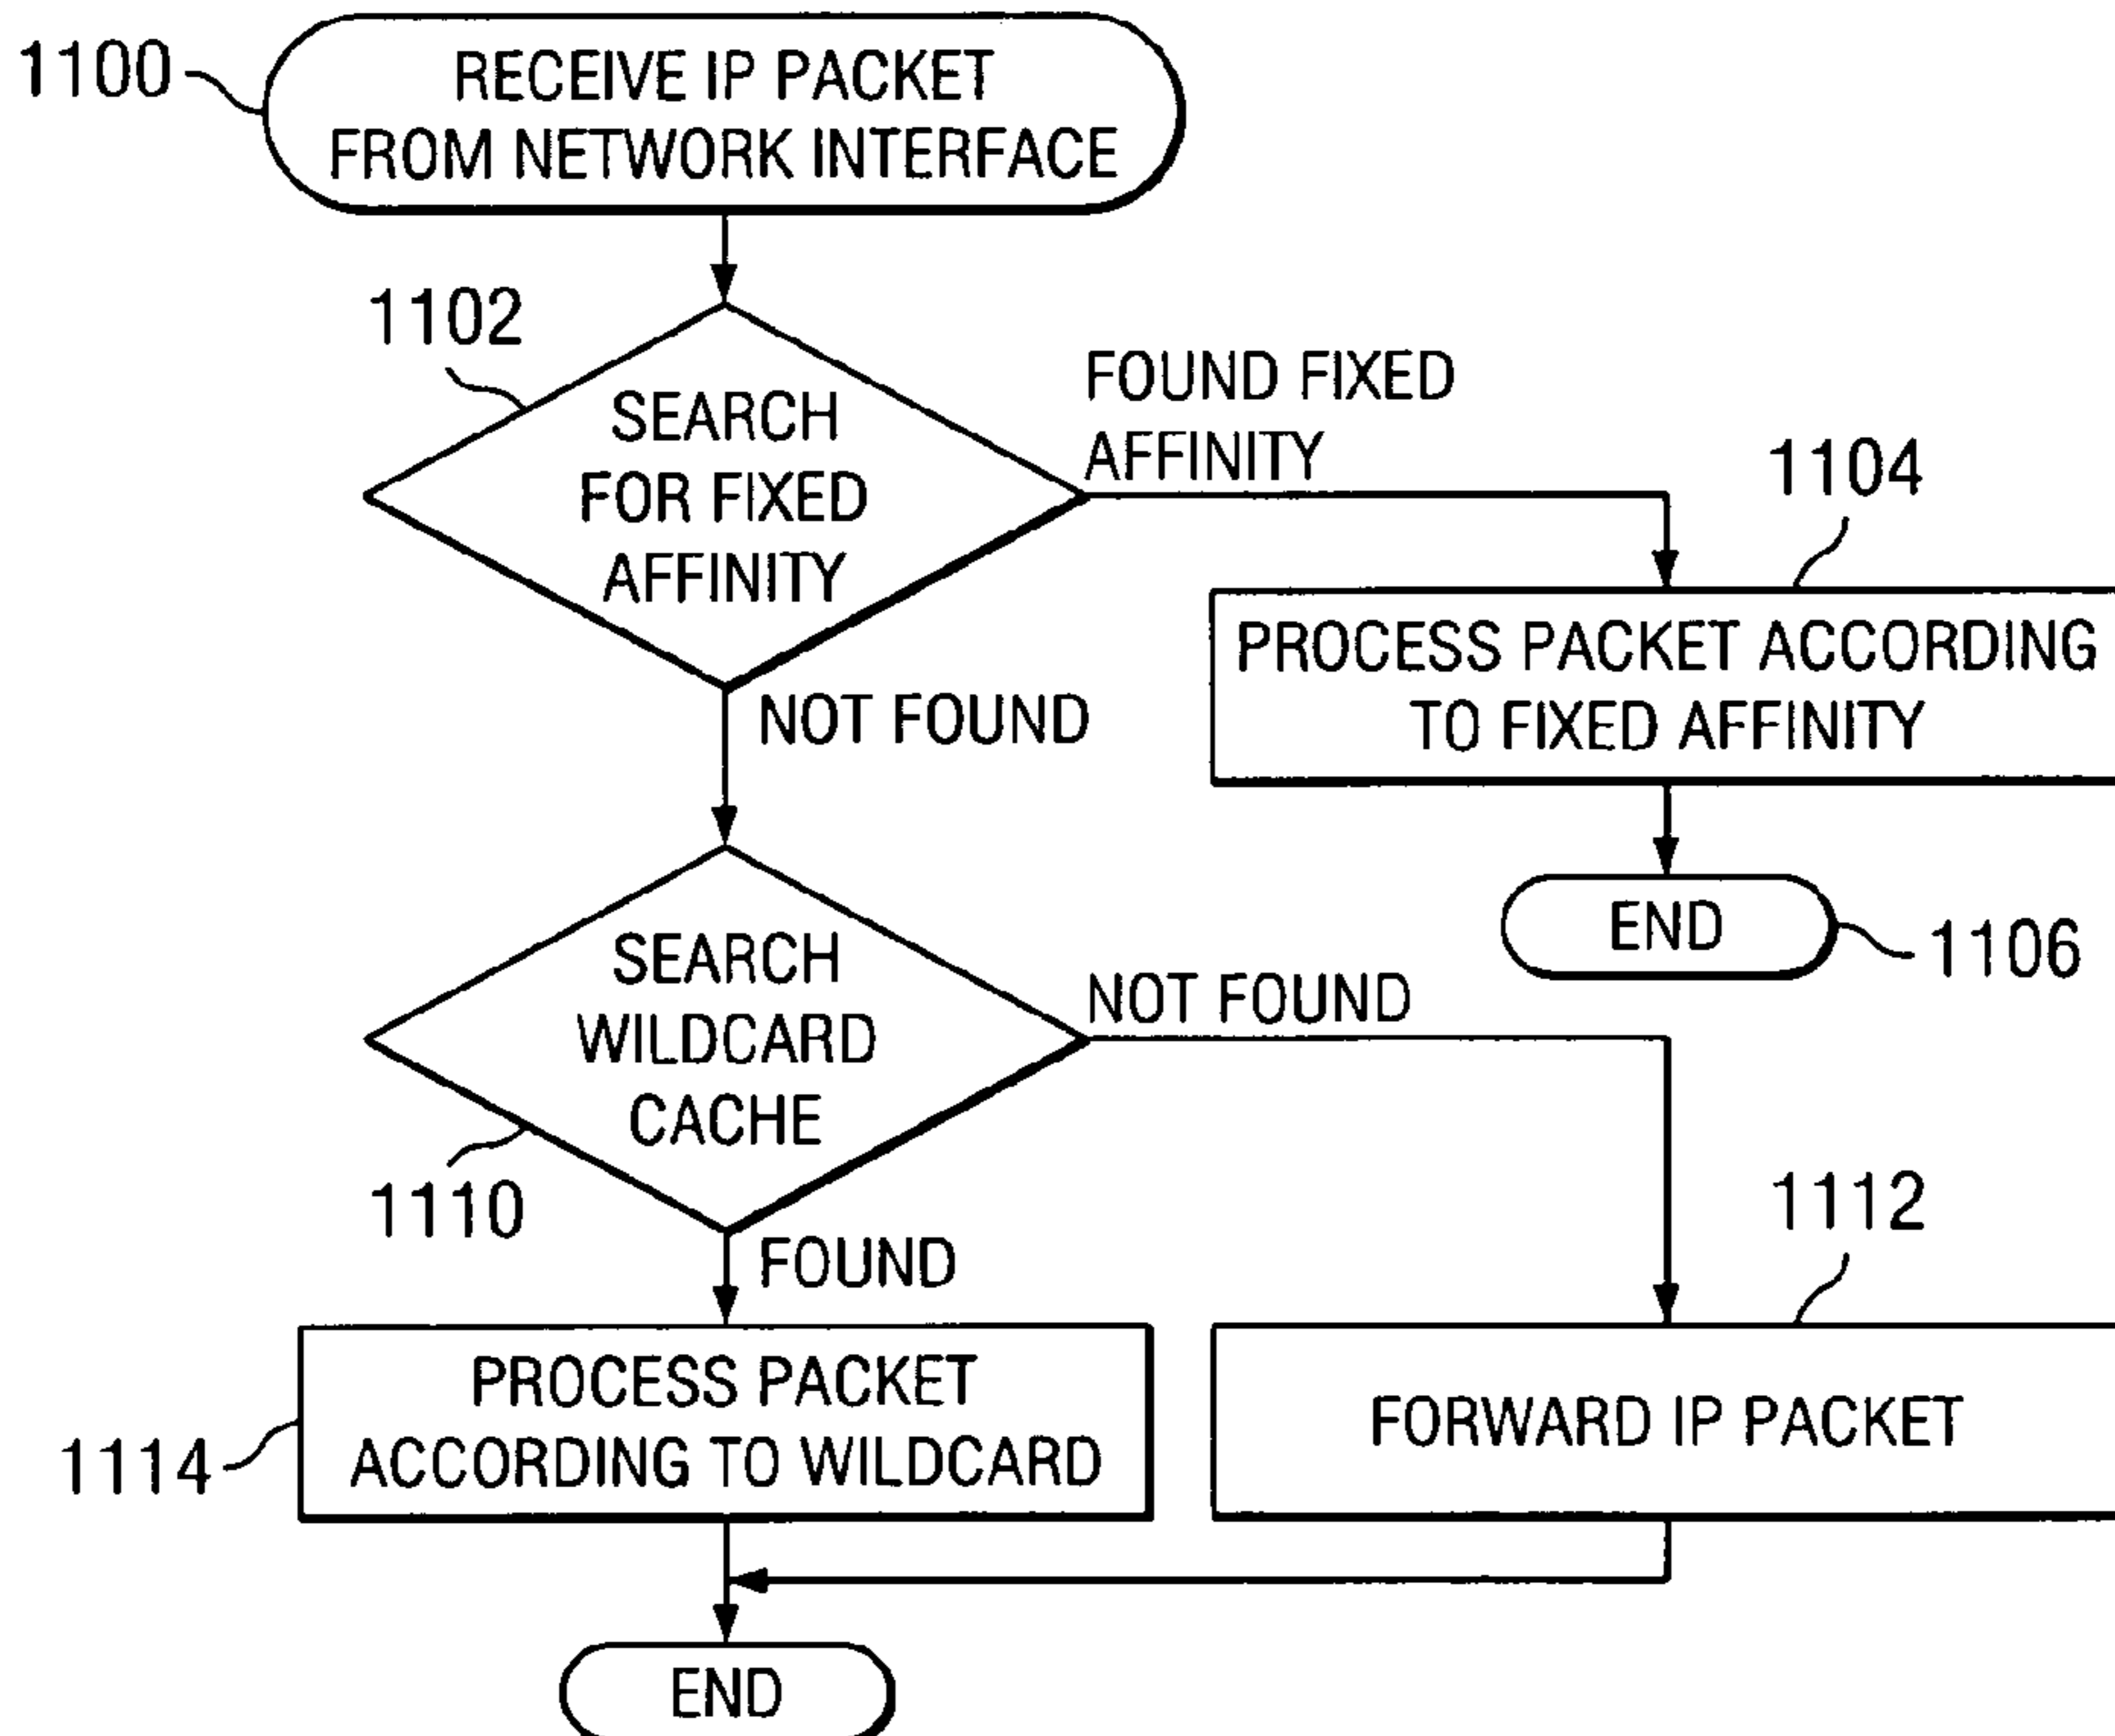 1100
RECEIVE IP PACKET
FROM NETWORK INTERFACE
1102
SEARCH
FOR FIXED
AFFINITY
FOUND FIXED
AFFINITY
1104
PROCESS PACKET ACCORDING
TO FIXED AFFINITY
NOT FOUND
END
1106
SEARCH
WILDCARD
CACHE
NOT FOUND
1110
FOUND
1112
PROCESS PACKET
ACCORDING TO WILDCARD
1114
FORWARD IP PACKET
END